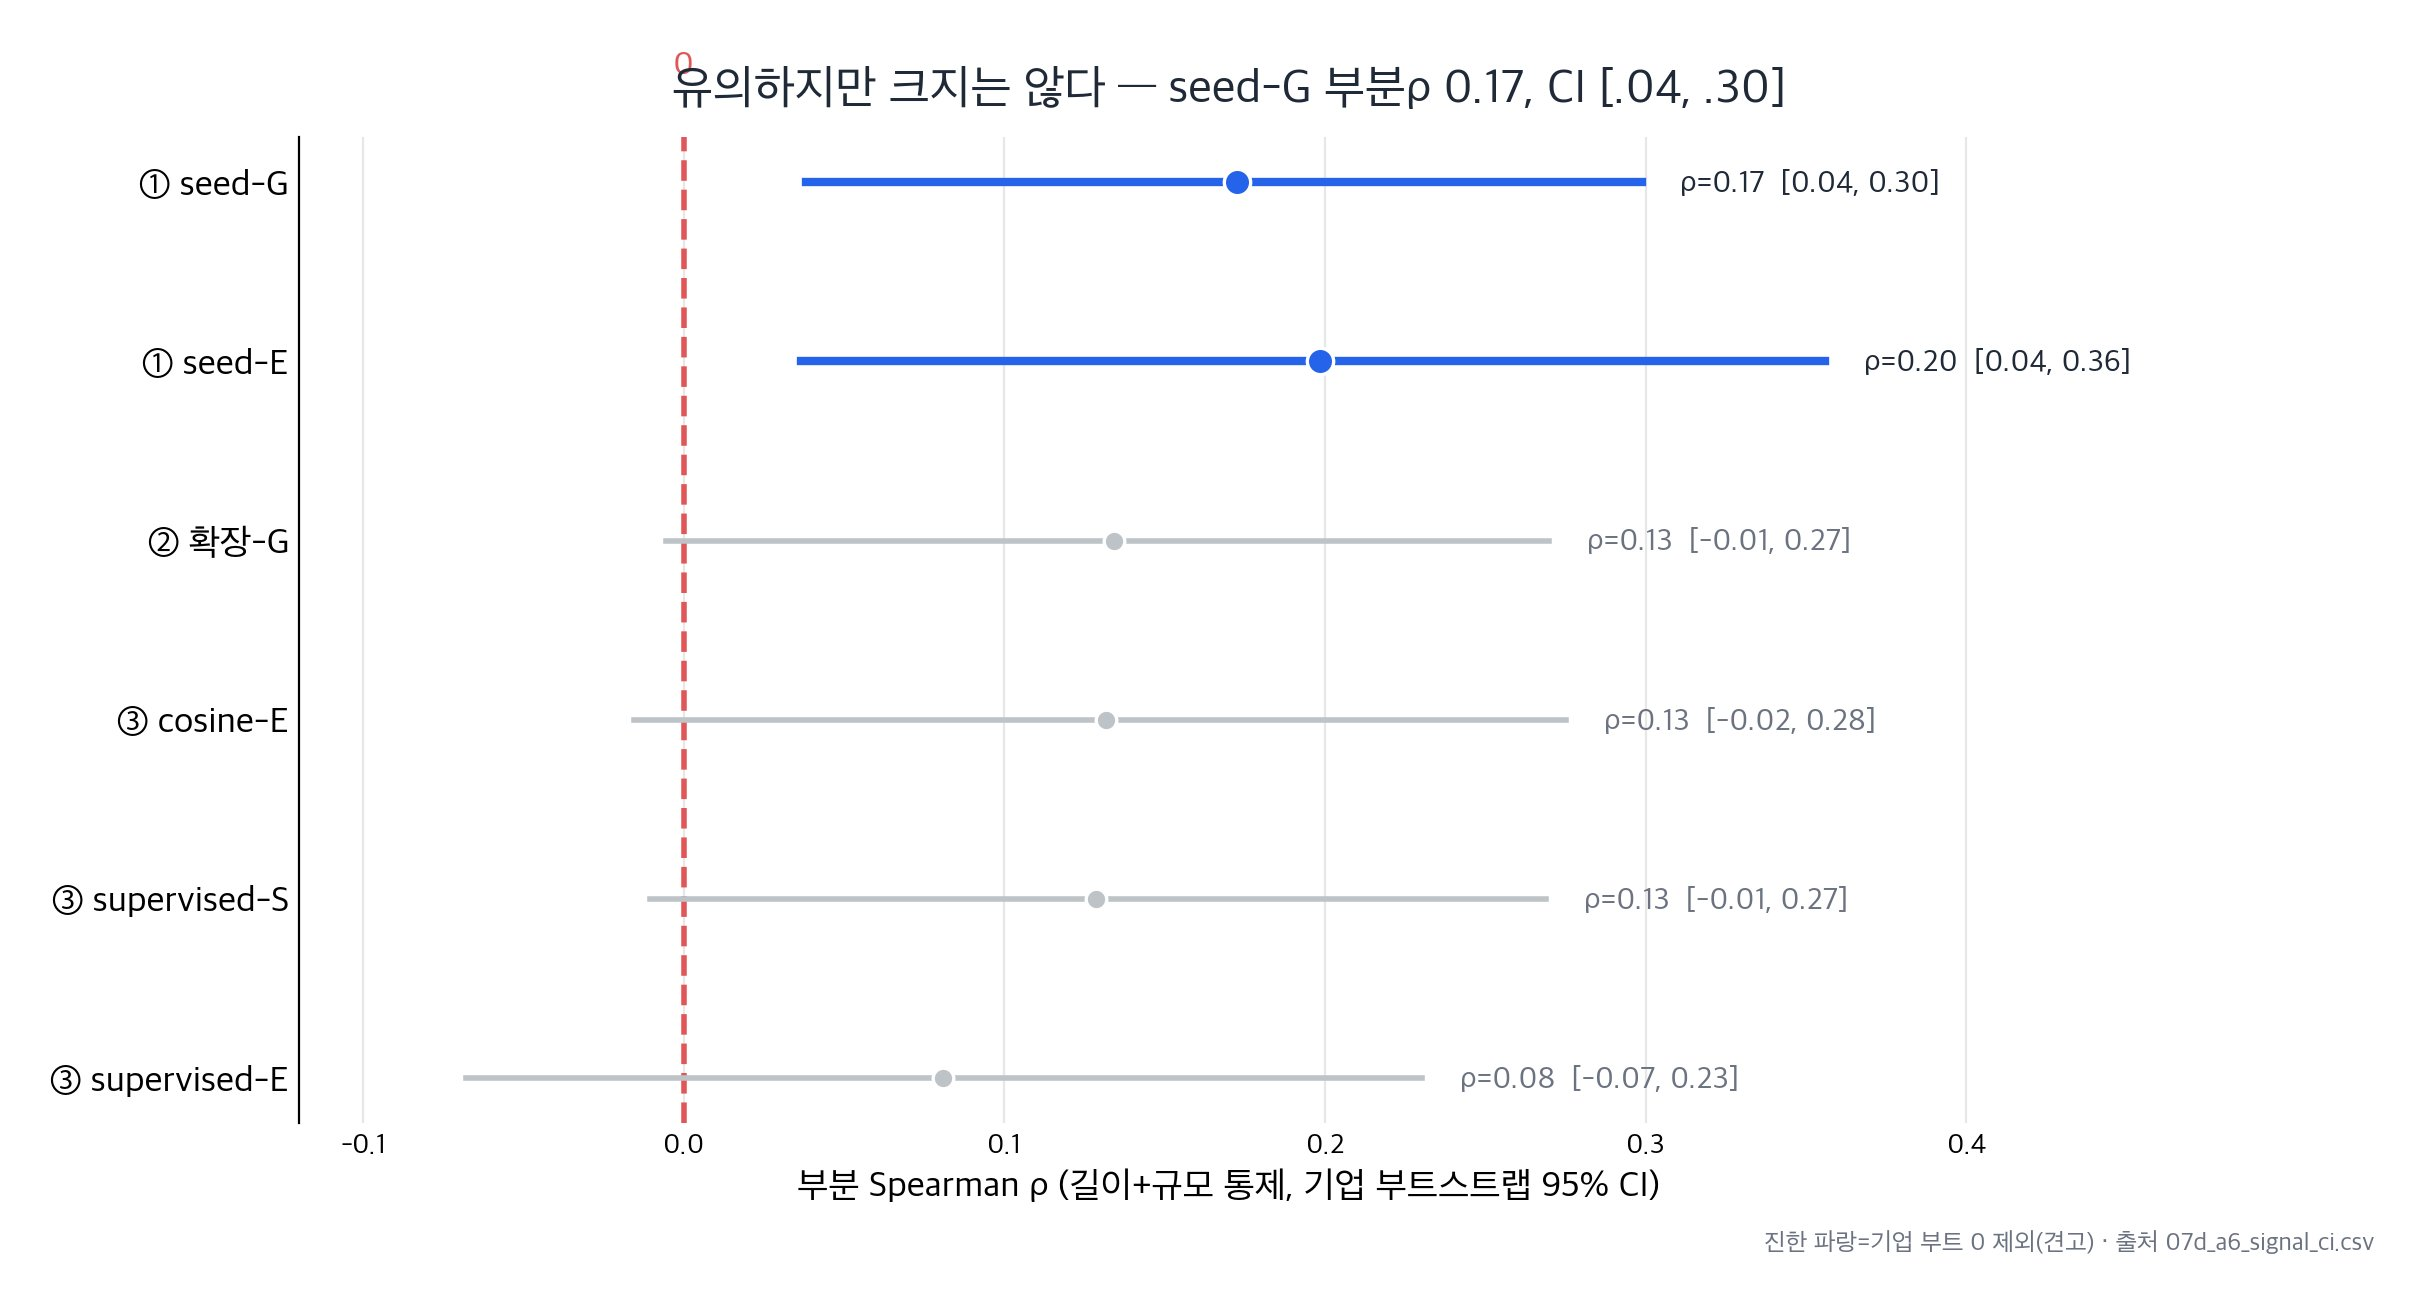 0
유의하지만 크지는 않다 — seed-G 부분ρ 0.17, CI [.04, .30]
① seed-G
ρ=0.17 [0.04, 0.30]
① seed-E
ρ=0.20 [0.04, 0.36]
② 확장-G
ρ=0.13 [-0.01, 0.27]
③ cosine-E
ρ=0.13 [-0.02, 0.28]
③ supervised-S
ρ=0.13 [-0.01, 0.27]
③ supervised-E
ρ=0.08 [-0.07, 0.23]
-0.1 0.0 0.1 0.2 0.3 0.4
부분 Spearman ρ (길이+규모 통제, 기업 부트스트랩 95% CI)
진한 파랑=기업 부트 0 제외(견고) · 출처 07d_a6_signal_ci.csv